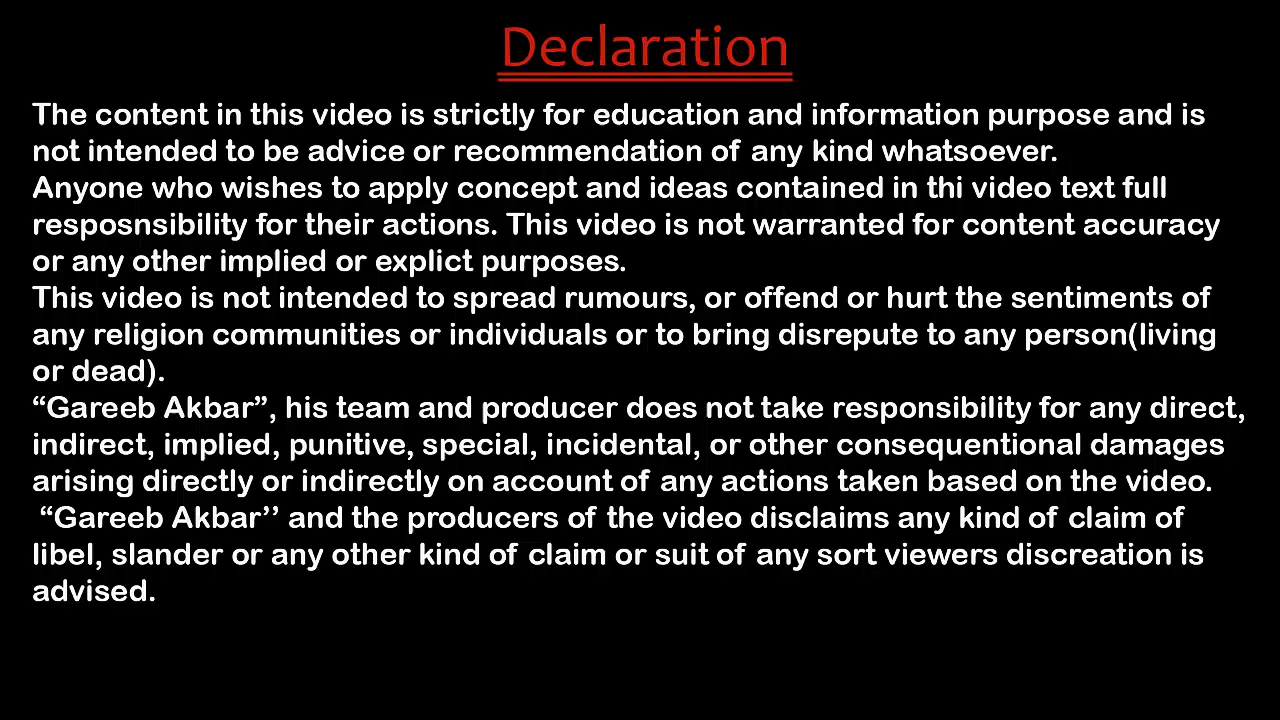 Declaration
The content in this video is strictly for education and information purpose and is
not intended to be advice or recommendation of any kind whatsoever.
Anyone who wishes to apply concept and ideas contained in thi video text full
resposnsibility for their actions. This video is not warranted for content accuracy
or any other implied or explict purposes.
This video is not intended to spread rumours, or offend or hurt the sentiments of
any religion communities or individuals or to bring disrepute to any person(living
or dead).
“Gareeb Akbar”, his team and producer does not take responsibility for any direct,
indirect, implied, punitive, special, incidental, or other consequentional damages
arising directly or indirectly on account of any actions taken based on the video.
“Gareeb Akbar’’ and the producers of the video disclaims any kind of claim of
libel, slander or any other kind of claim or suit of any sort viewers discreation is
advised.